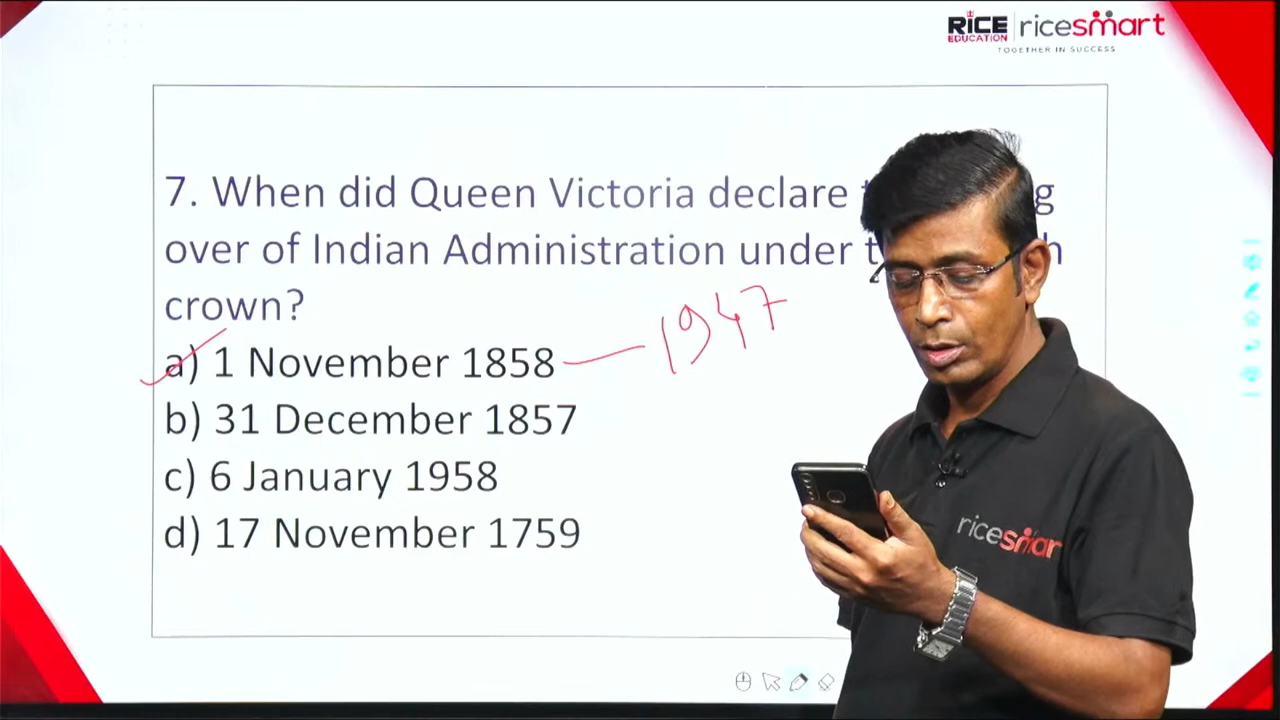 RICE
EDUCATION
ricesmart
TOGETHER IN SUCCESS
7. When did Queen Victoria declare
over of Indian Administration under
crown?
a) 1 November 1858 — 1947
b) 31 December 1857
c) 6 January 1958
d) 17 November 1759
ricesmar